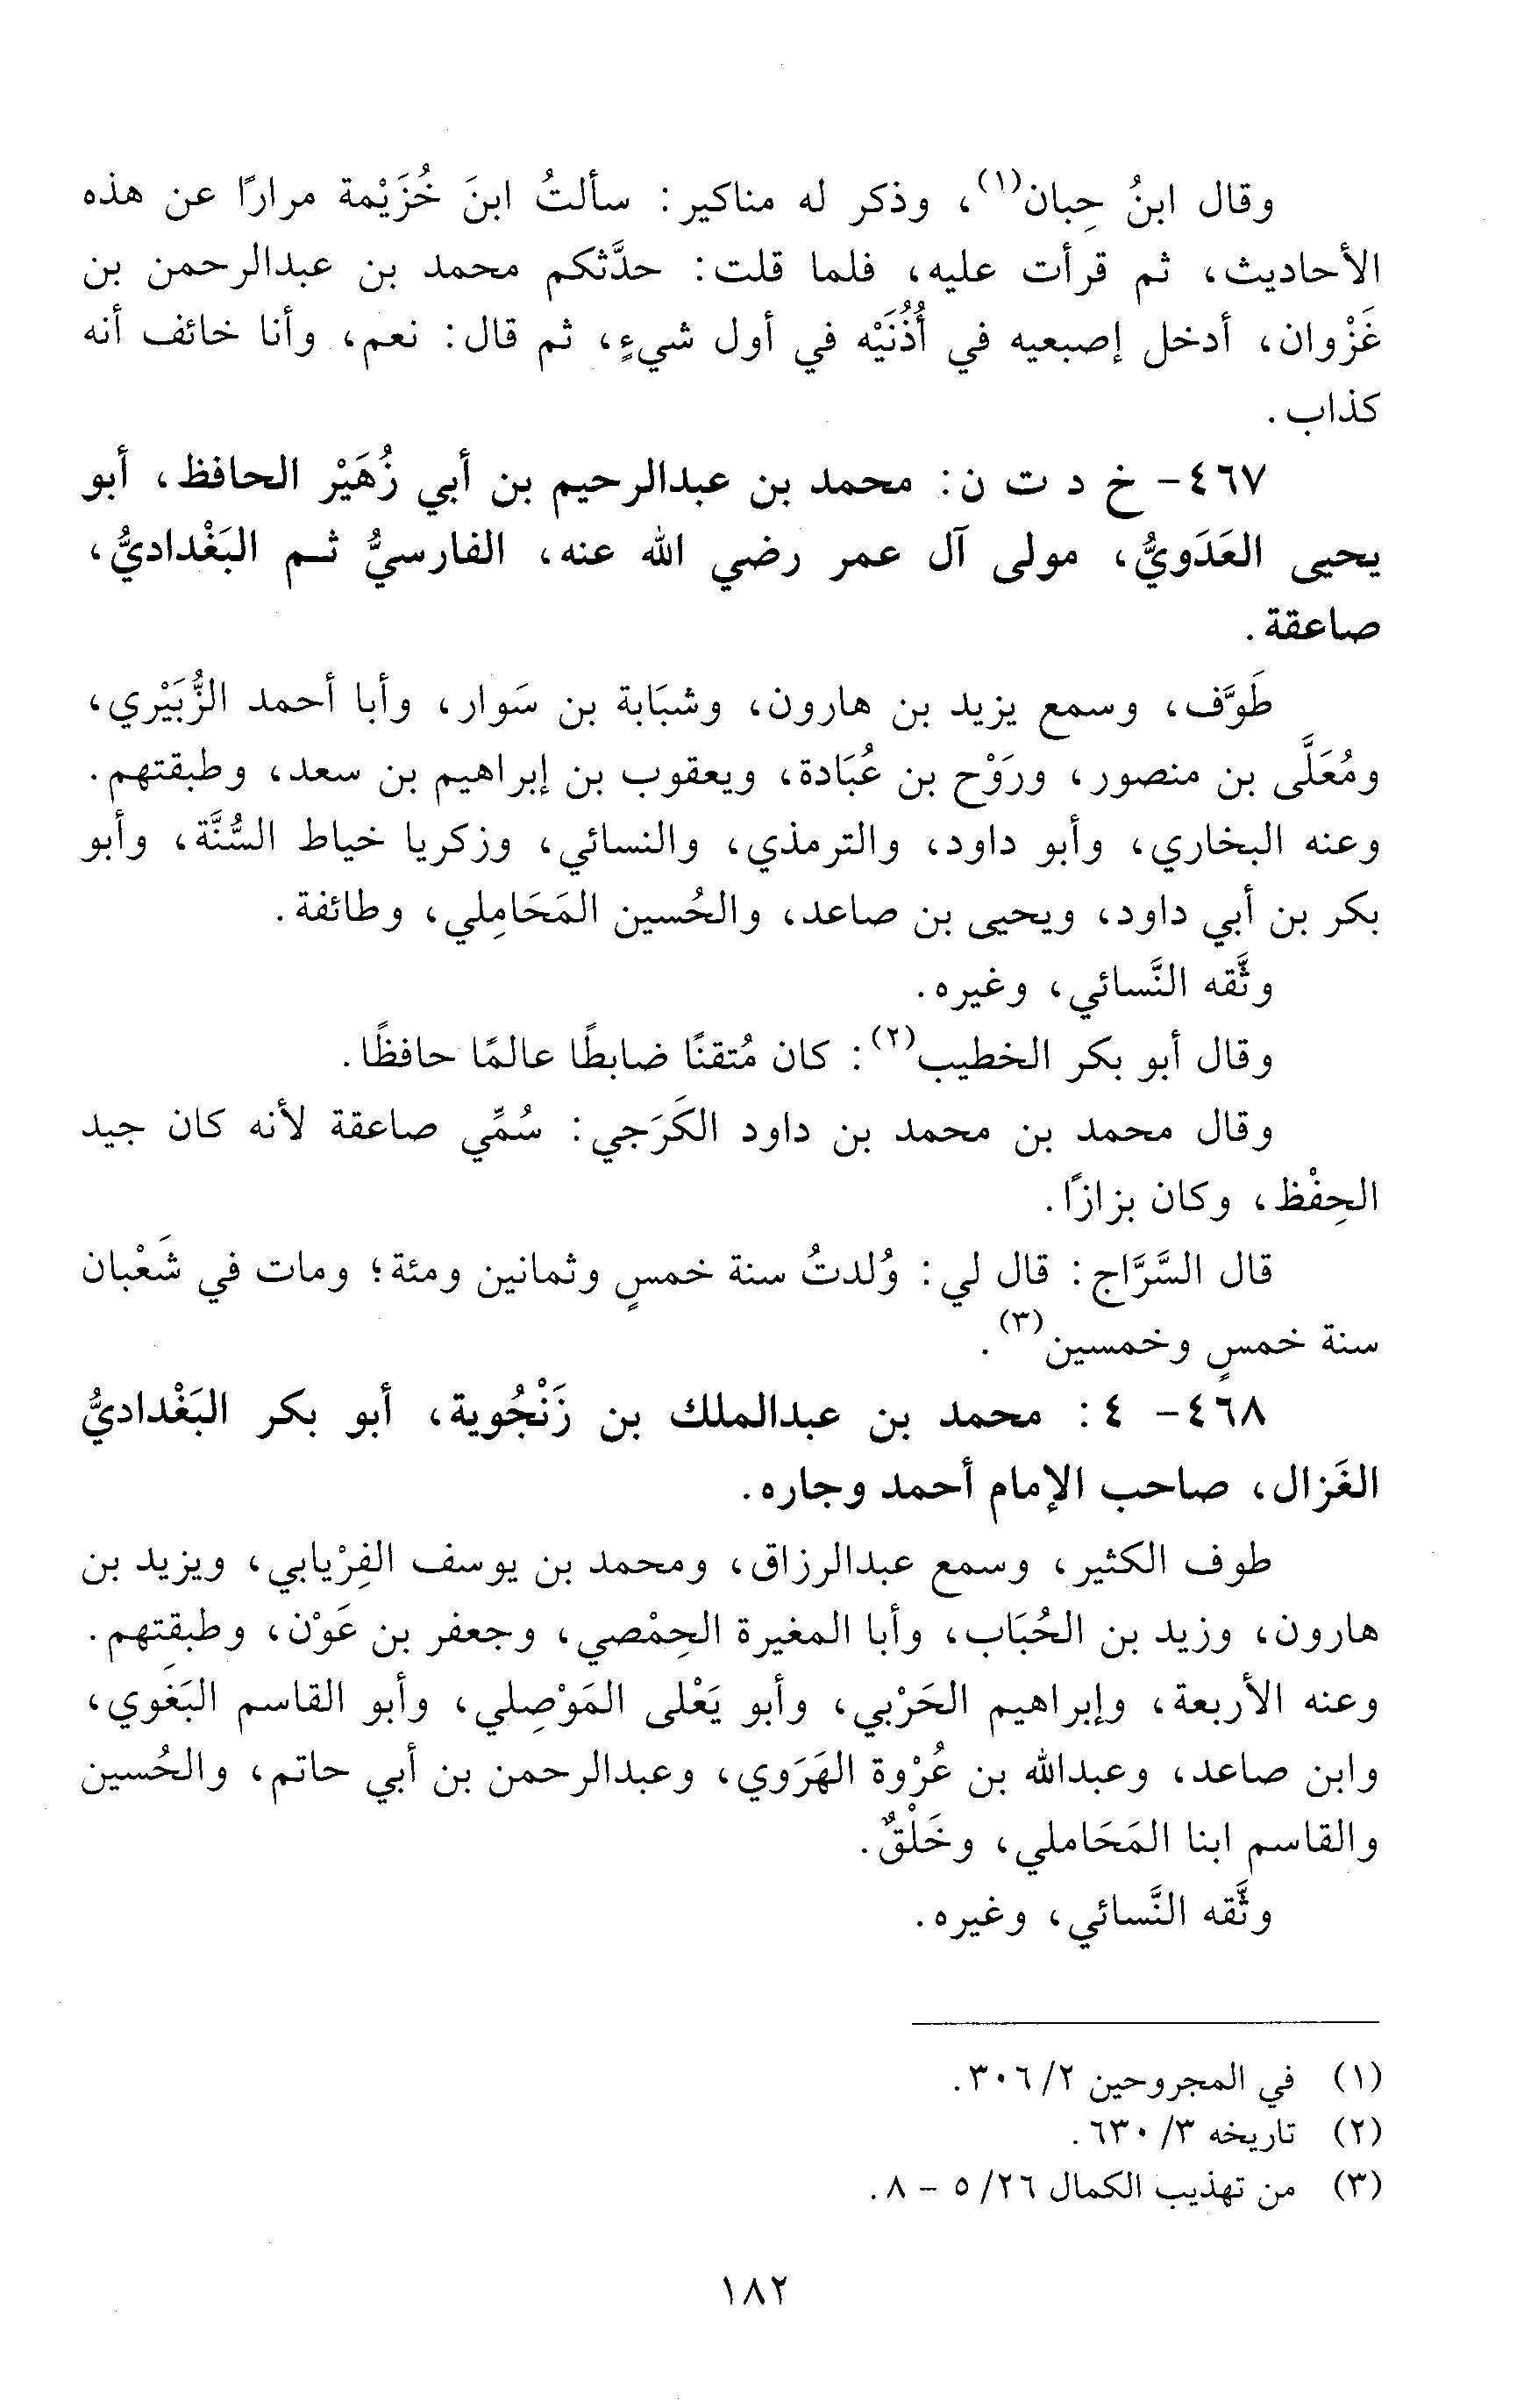 وقال ابنُ حِبان(١)، وذكر له مناكير: سألتُ ابنَ خُزَيْمة مرارًا عن هذه
الأحاديث، ثم قرأت عليه، فلما قلت: حدَّثكم محمد بن عبدالرحمن بن
غَزْوان، أدخل إصبعيه في أُذُنَيْه في أول شيءٍ، ثم قال: نعم، وأنا خائف أنه
كذاب.
٤٦٧- خ د ت ن: محمد بن عبدالرحيم بن أبي زُهَيْر الحافظ، أبو
يحيى العَدَويُّ، مولى آل عمر رضي الله عنه، الفارسيُّ ثم البَغْداديُّ،
صاعقة.
طَوَّف، وسمع يزيد بن هارون، وشبَابة بن سَوار، وأبا أحمد الزُّبَيْري،
ومُعَلَّى بن منصور، ورَوْح بن عُبَادة، ويعقوب بن إبراهيم بن سعد، وطبقتهم.
وعنه البخاري، وأبو داود، والترمذي، والنسائي، وزكريا خياط السُّنَّة، وأبو
بكر بن أبي داود، ويحيى بن صاعد، والحُسين المَحَامِلي، وطائفة.
وثَّقه النَّسائي، وغيره.
وقال أبو بكر الخطيب(٢): كان مُتقنًا ضابطًا عالمًا حافظًا.
وقال محمد بن محمد بن داود الكَرَجي: سُمِّي صاعقة لأنه كان جيد
الحِفْظ، وكان بزازًا.
قال السَّرَّاج: قال لي: وُلدتُ سنة خمسٍ وثمانين ومئة؛ ومات في شَعْبان
سنة خمسٍ وخمسين(٣).
٤٦٨- ٤: محمد بن عبدالملك بن زَنْجُوية، أبو بكر البَغْداديُّ
الغَزال، صاحب الإمام أحمد وجاره.
طوف الكثير، وسمع عبدالرزاق، ومحمد بن يوسف الفِرْيابي، ويزيد بن
هارون، وزيد بن الحُبَاب، وأبا المغيرة الحِمْصي، وجعفر بن عَوْن، وطبقتهم.
وعنه الأربعة، وإبراهيم الحَرْبي، وأبو يَعْلى المَوْصِلي، وأبو القاسم البَغَوي،
وابن صاعد، وعبدالله بن عُرْوة الهَرَوي، وعبدالرحمن بن أبي حاتم، والحُسين
والقاسم ابنا المَحَاملي، وخَلْقٌ.
وثَّقه النَّسائي، وغيره.
(١) في المجروحين ٢/ ٣٠٦.
(٢) تاريخه ٣/ ٦٣٠.
(٣) من تهذيب الكمال ٢٦/ ٥ - ٨.
١٨٢